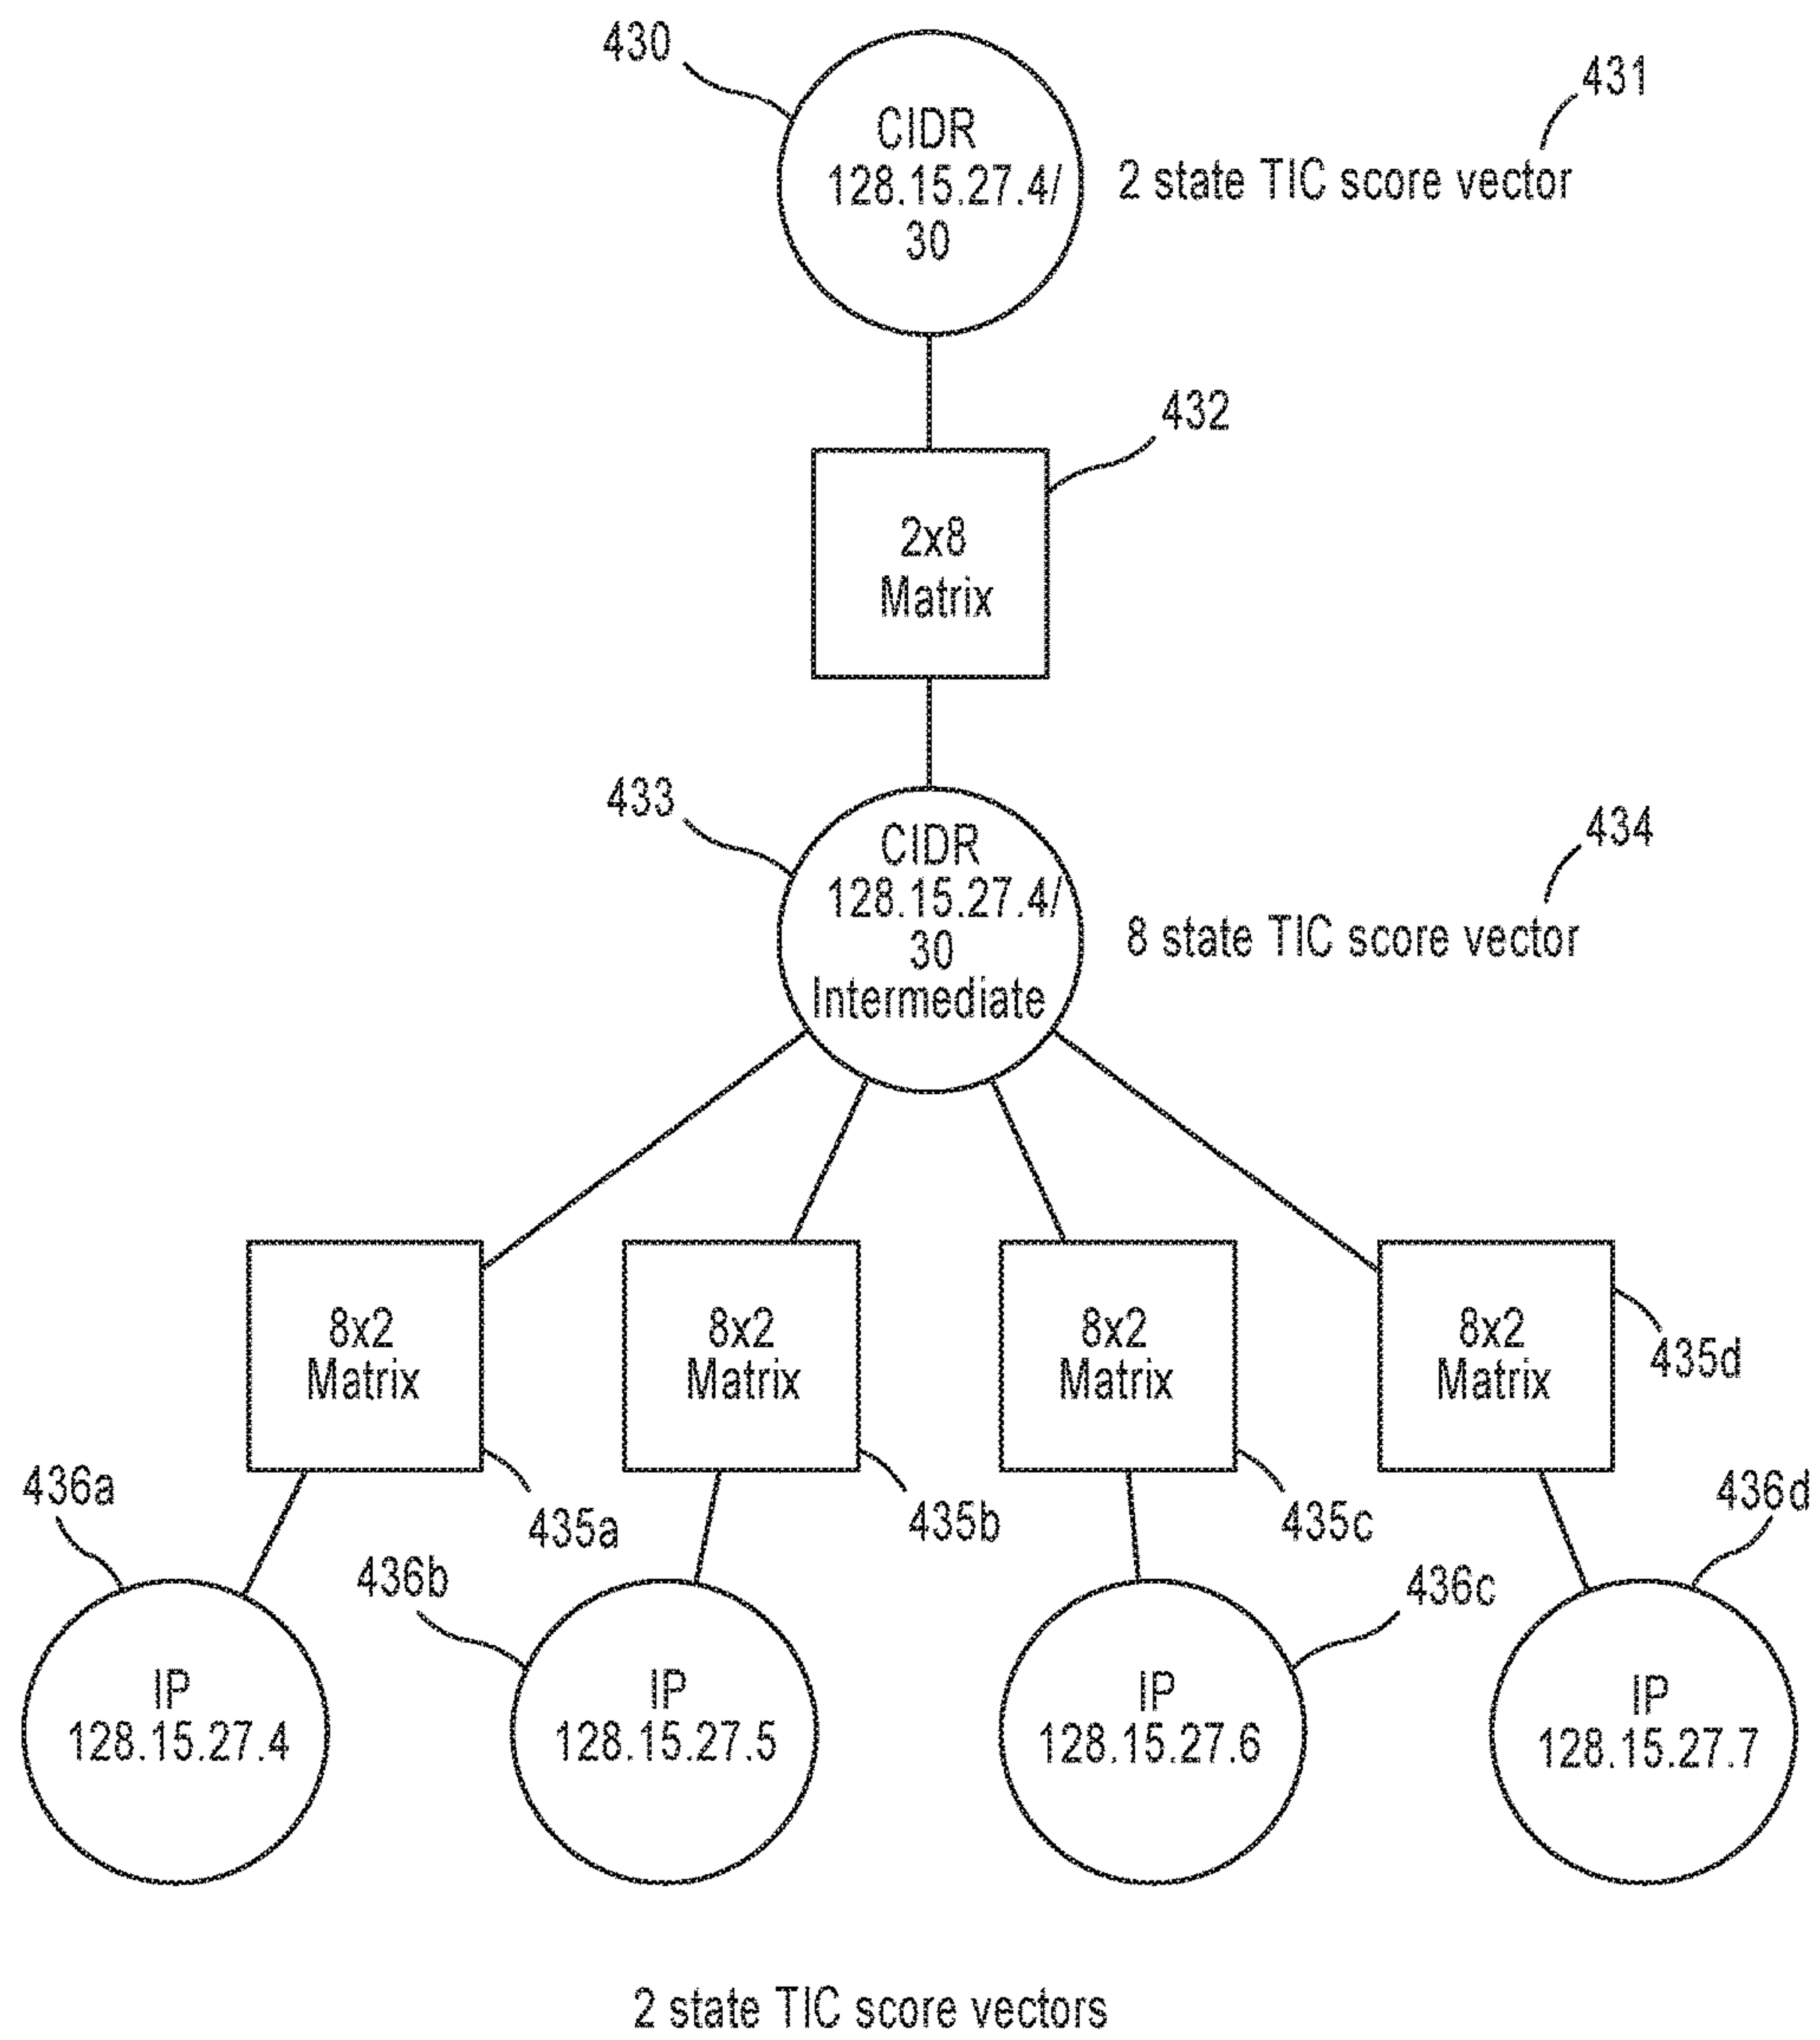 430
431
CIDR
128.15.27.4/
30
2 state TIC score vector
432
2x8
Matrix
433
434
CIDR
128.15.27.4/
30
Intermediate
8 state TIC score vector
8x2
Matrix
8x2
Matrix
8x2
Matrix
8x2
Matrix
435d
436a
435a
435b
435c
436d
436b
436c
IP
128.15.27.4
IP
128.15.27.5
IP
128.15.27.6
IP
128.15.27.7
2 state TIC score vectors